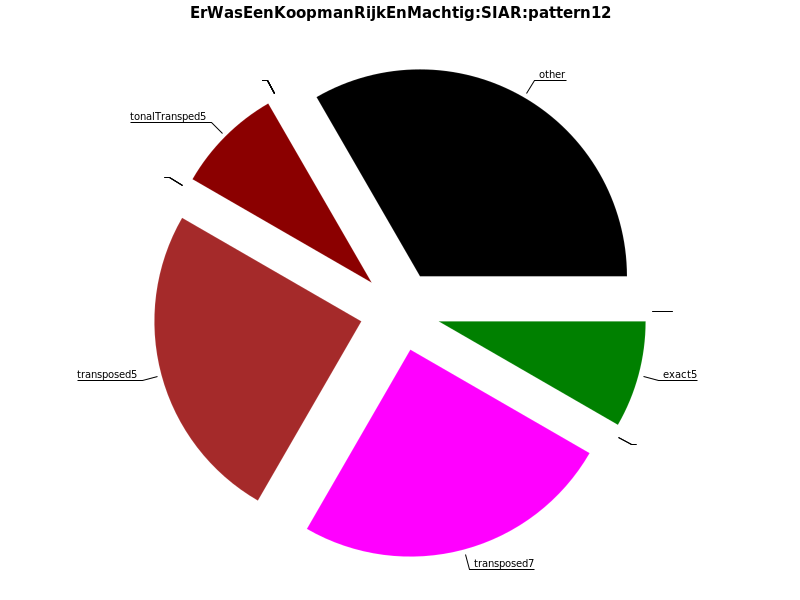 ErWasEenKoopmanRijkEnMachtig:SIAR:pattern12
other
tonalTransped5
transposed5
exact5
transposed7